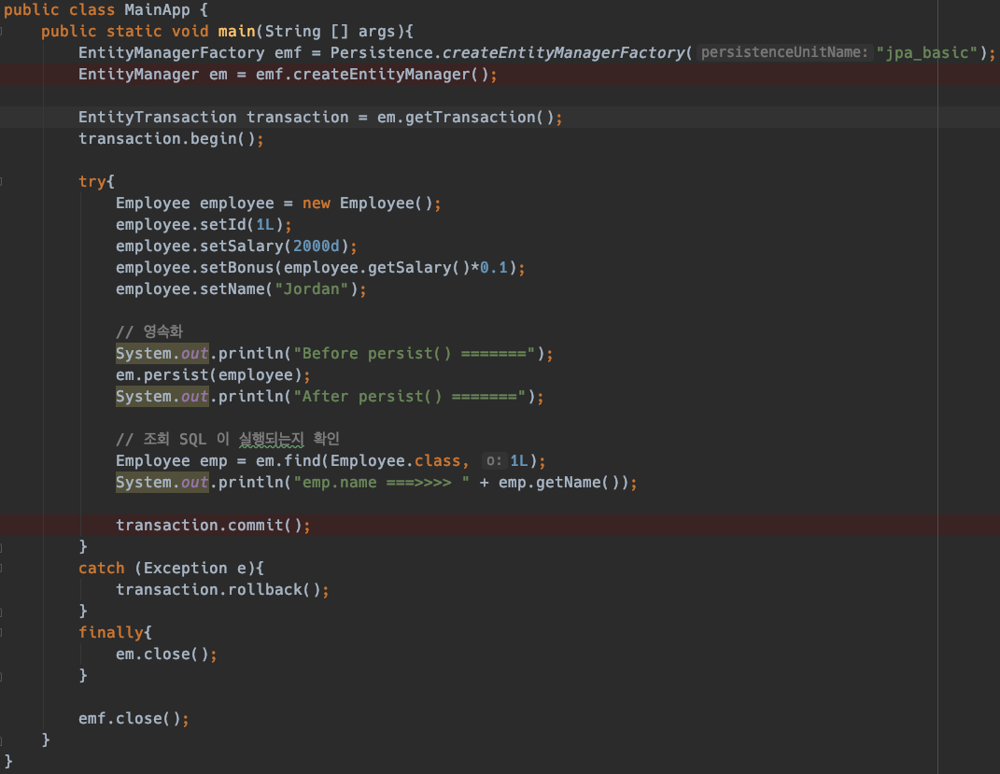 public class MainApp {
public static void main(String [] args){
EntityManagerFactory emf = Persistence.createEntityManagerFactory( persistenceUnitName: "jpa_basic");
EntityManager em = emf.createEntityManager();
EntityTransaction transaction = em.getTransaction();
transaction.begin();
try{
Employee employee = new Employee();
employee.setId(1L);
employee.setSalary(2000d);
employee.setBonus(employee.getSalary()*0.1);
employee.setName("Jordan");
// 영속화
System.out.println("Before persist() =======");
em.persist(employee);
System.out.println("After persist() =======");
// 조회 SQL 이 실행되는지 확인
Employee emp = em.find(Employee.class, o: 1L);
System.out.println("emp.name ===>>>> " + emp.getName());
transaction.commit();
}
catch (Exception e){
transaction.rollback();
}
finally{
em.close();
}
emf.close();
}
}